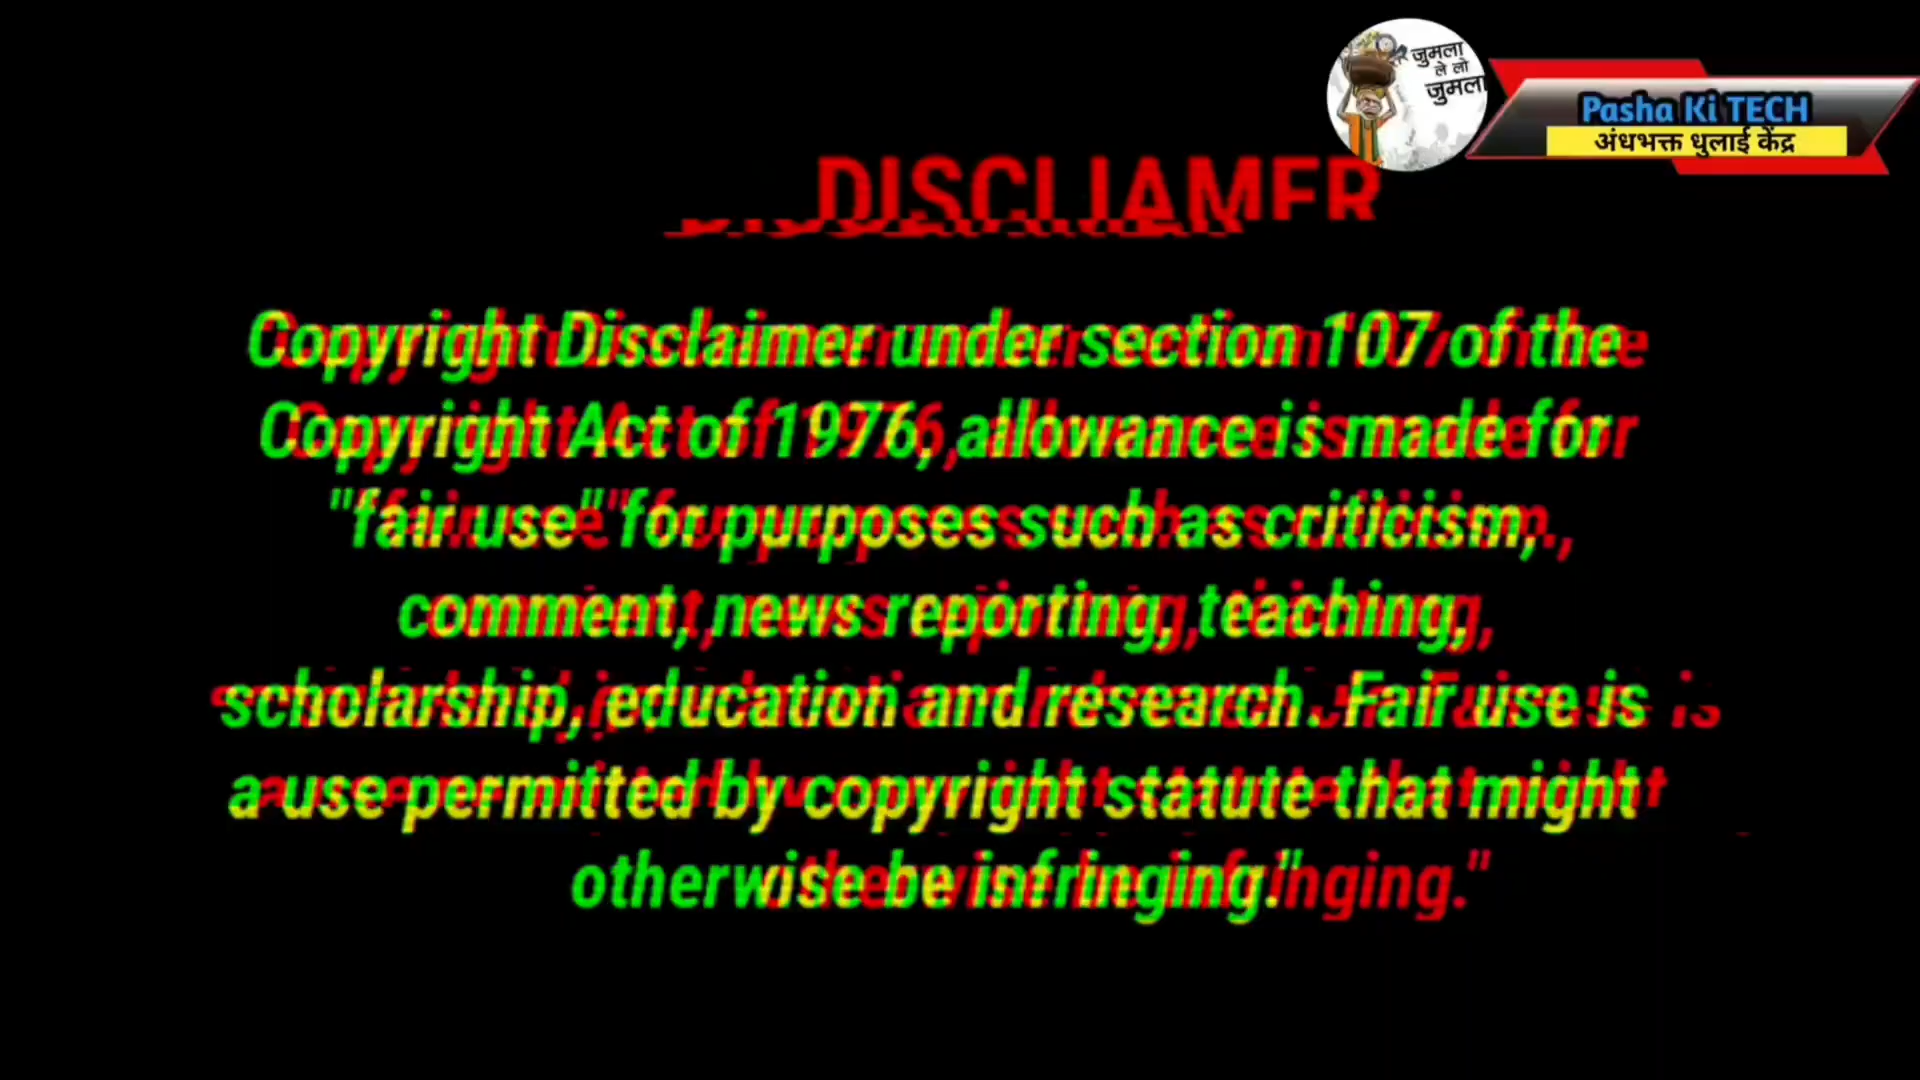 जुमला
ले लो
जुमला
Pasha Ki TECH
अंधभक्त धुलाई केंद्र
DISCLIAMER
Copyright Disclaimer under section 107 of the
Copyright Act of 1976, allowance is made for
"fair use" for purposes such as criticism,
comment, news reporting, teaching,
scholarship, education and research. Fair use is
a use permitted by copyright statute that might
otherwise be infringing."